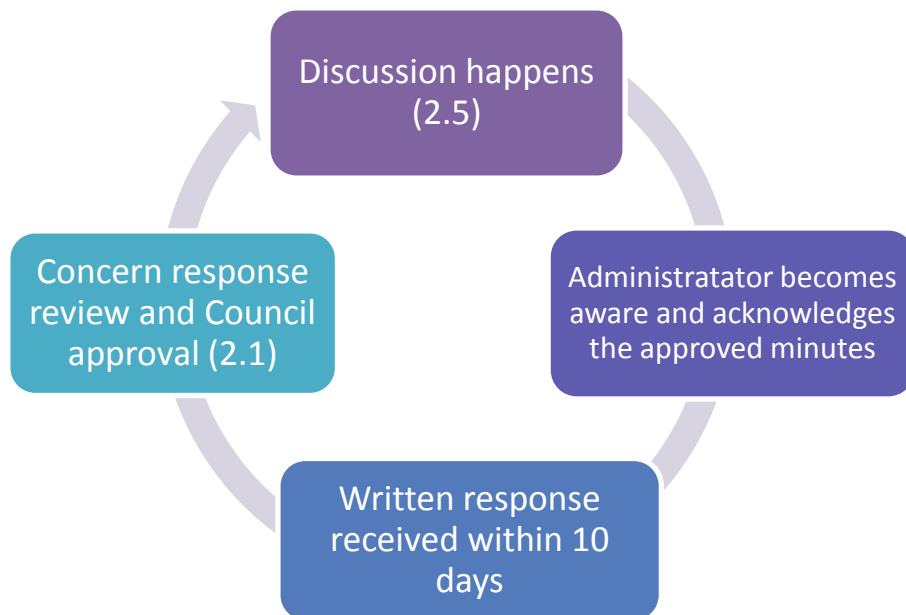 Discussion happens
(2.5)
Administratator becomes
aware and acknowledges
the approved minutes
Written response
received within 10
days
Concern response
review and Council
approval (2.1)